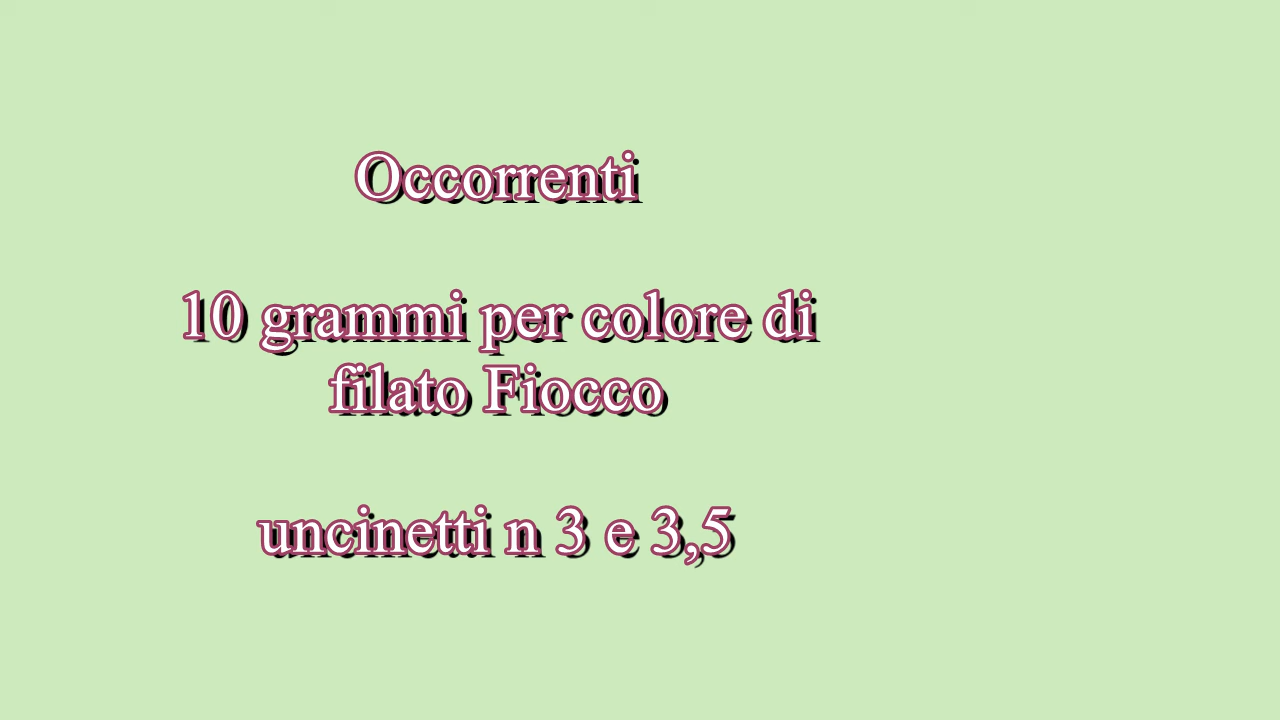 Occorrenti
10 grammi per colore di
filato Fiocco
uncinetti n 3 e 3,5